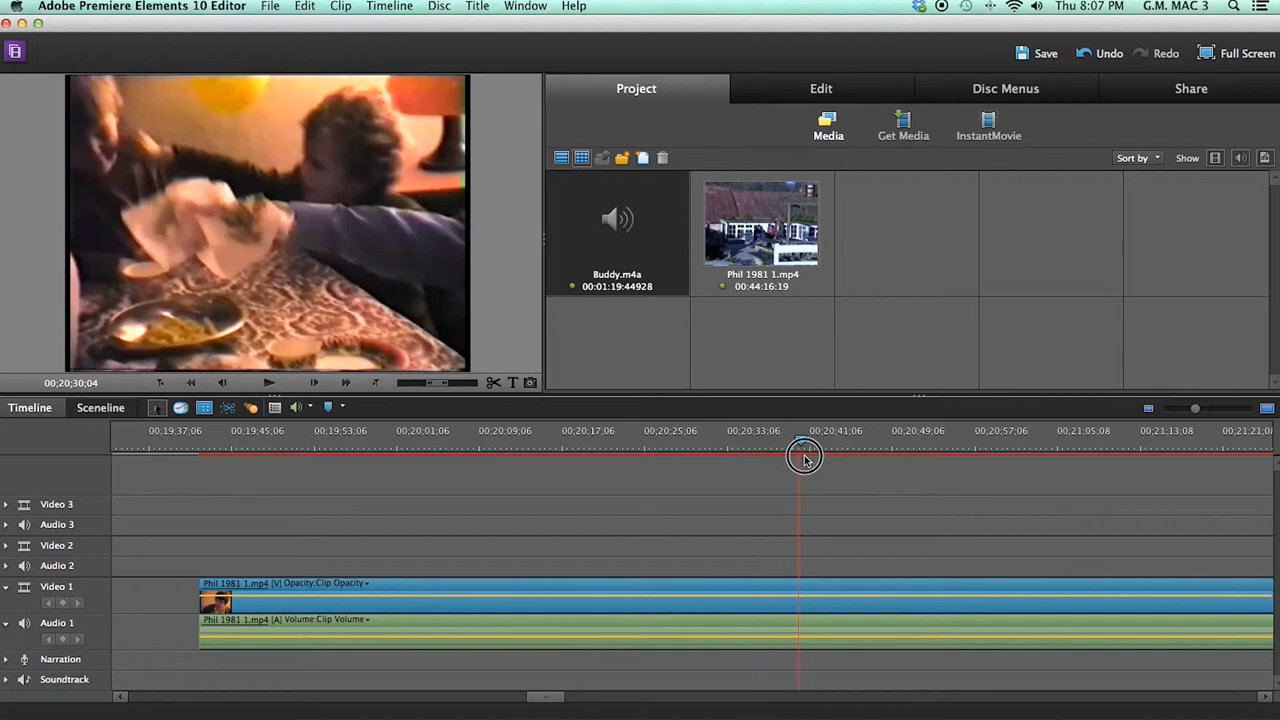 Adobe Premiere Elements 10 Editor File Edit Clip Timeline Disc Title Window Help Thu 8:07 PM G.M. MAC 3
Save Undo Redo Full Screen
Project Edit Disc Menus Share
Media Get Media InstantMovie
Sort by Show
Buddy.m4a
00:01:19:44928
Phil 1981 1.mp4
00:44:16:19
00;20;30;04
T
Timeline Sceneline
00;19;37;06 00;19;45;06 00;19;53;06 00;20;01;06 00;20;09;06 00;20;17;06 00;20;25;06 00;20;33;06 00;20;41;06 00;20;49;06 00;20;57;06 00;21;05;08 00;21;13;08 00;21;21;08
Video 3
Audio 3
Video 2
Audio 2
Video 1
Phil 1981 1.mp4 [V] Opacity:Clip Opacity
Audio 1
Phil 1981 1.mp4 [A] Volume:Clip Volume
Narration
Soundtrack